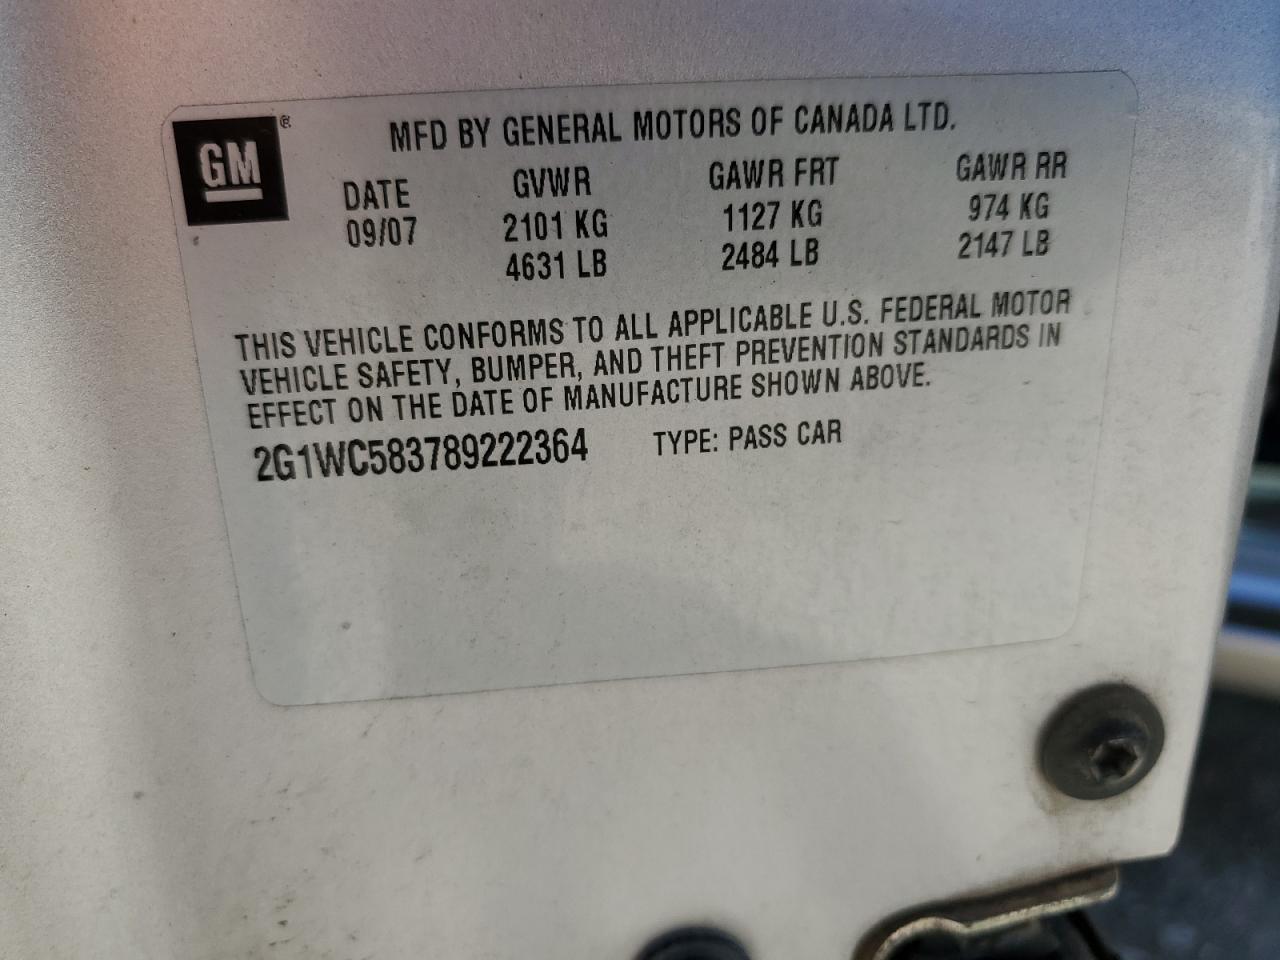 GM ®
MFD BY GENERAL MOTORS OF CANADA LTD.
DATE GVWR GAWR FRT GAWR RR
09/07 2101 KG 1127 KG 974 KG
4631 LB 2484 LB 2147 LB
THIS VEHICLE CONFORMS TO ALL APPLICABLE U.S. FEDERAL MOTOR
VEHICLE SAFETY, BUMPER, AND THEFT PREVENTION STANDARDS IN
EFFECT ON THE DATE OF MANUFACTURE SHOWN ABOVE.
2G1WC583789222364 TYPE: PASS CAR